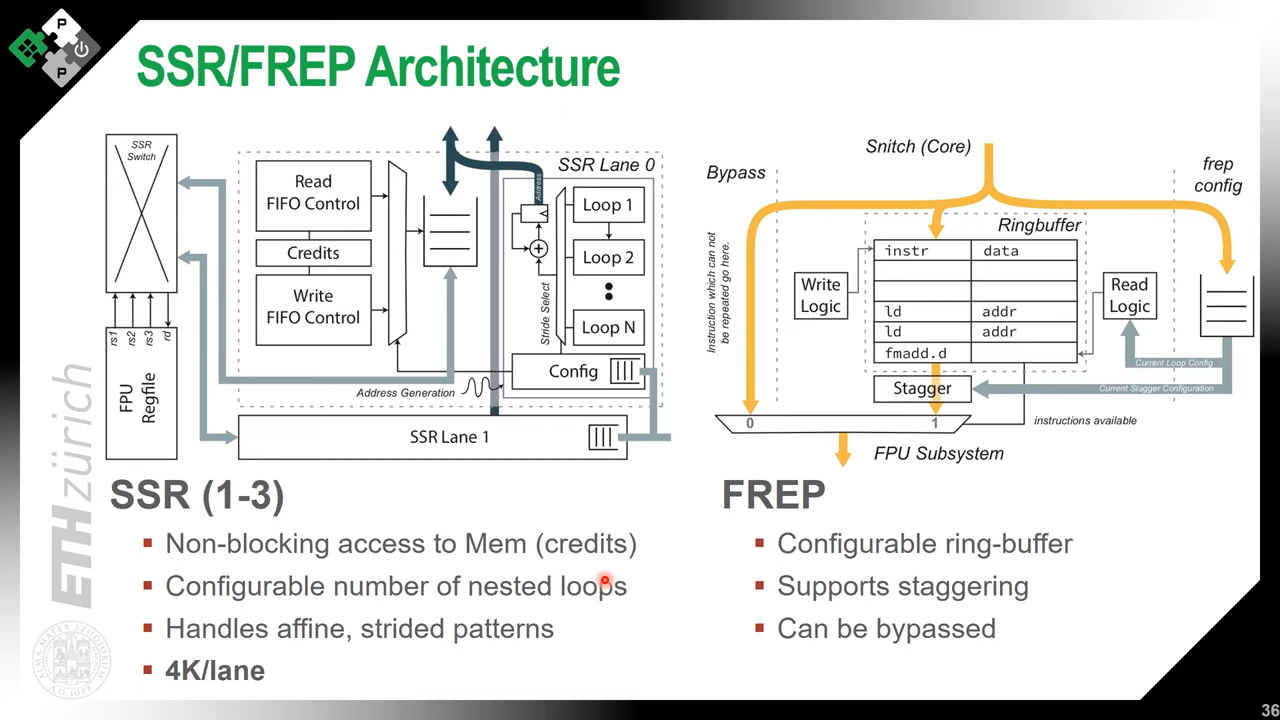 P
P
SSR/FREP Architecture
SSR
Switch
rs1
rs2
rs3
rd
FPU
Regfile
Read
FIFO Control
Credits
Write
FIFO Control
Address
SSR Lane 0
Loop 1
Loop 2
Loop N
Stride Select
Config
Address Generation
SSR Lane 1
Snitch (Core)
Bypass
frep
config
Instruction which can not
be repeated go here.
Ringbuffer
instr data
ld addr
ld addr
fmadd.d
Write
Logic
Read
Logic
Current Loop Config
Stagger
Current Stagger Configuration
0
1
instructions available
FPU Subsystem
SSR (1-3)
Non-blocking access to Mem (credits)
Configurable number of nested loops
Handles affine, strided patterns
4K/lane
FREP
Configurable ring-buffer
Supports staggering
Can be bypassed
ETH zürich
ALMA MATER STUDIORUM
A.D. 1088
36